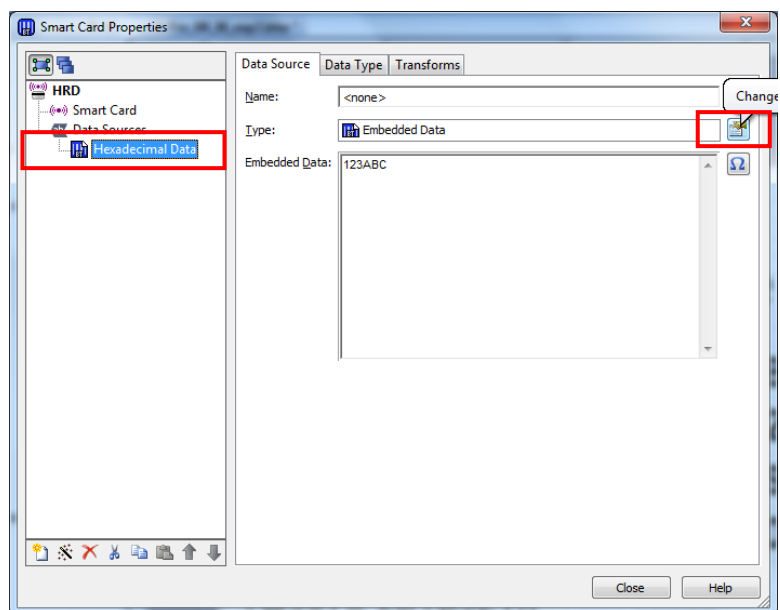 Smart Card Properties
HRD
Smart Card
Data Sources
Hexadecimal Data
Data Source Data Type Transforms
Name: <none>
Change
Type: Embedded Data
Embedded Data: 123ABC
Ω
Close Help